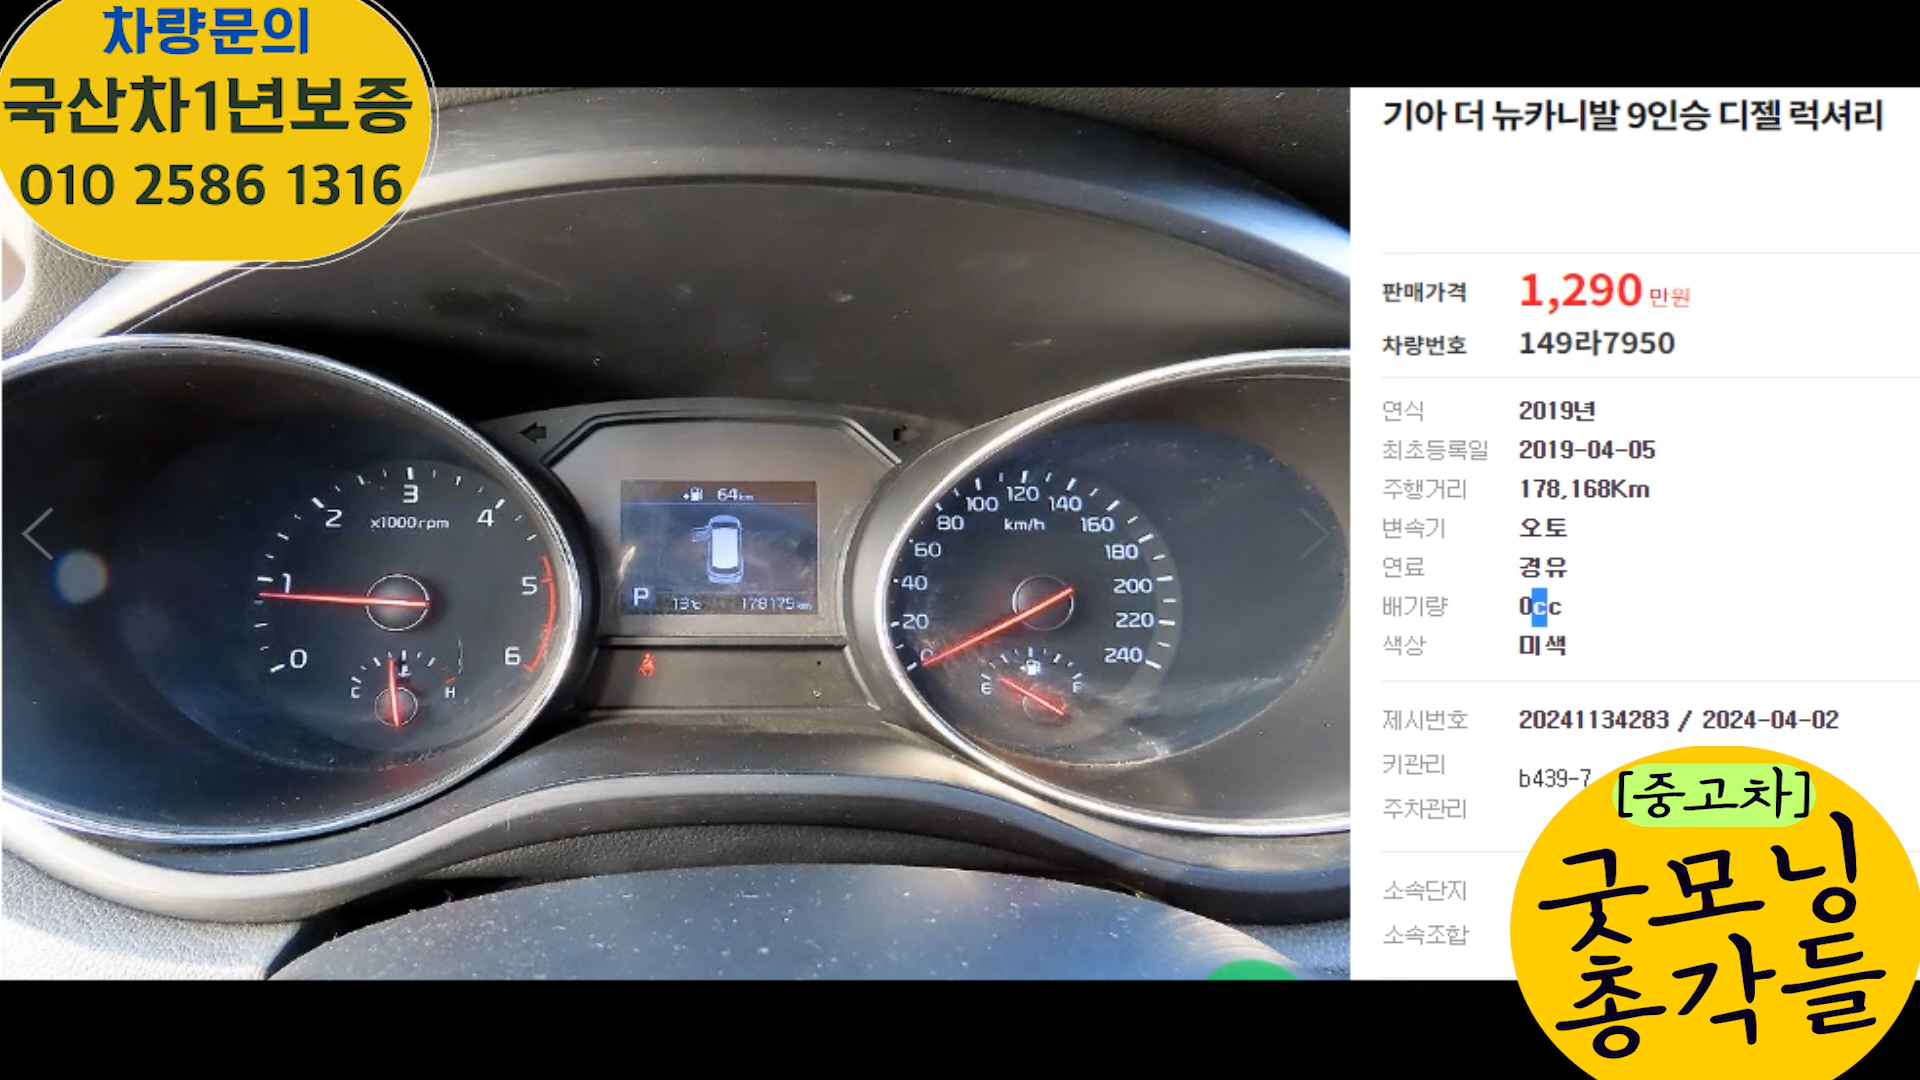 차량문의
국산차1년보증
010 2586 1316
기아 더 뉴카니발 9인승 디젤 럭셔리
판매가격 1,290 만원
차량번호 149라7950
연식 2019년
최초등록일 2019-04-05
주행거리 178,168Km
변속기 오토
연료 경유
배기량 0cc
색상 미색
제시번호 20241134283 / 2024-04-02
키관리 b439-7
주차관리
소속단지
소속조합
[중고차]
굿모닝
총각들
0 1 2 3 4 5 6
x1000rpm
C H
64km
P 13℃ 178175km
0 20 40 60 80 100 120 140 160 180 200 220 240
km/h
E F